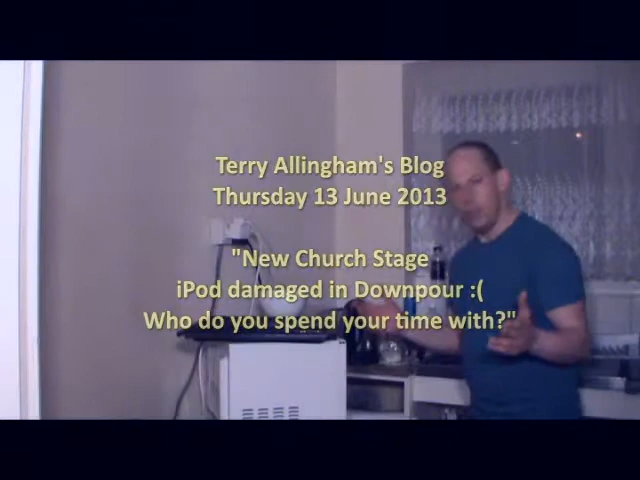 Terry Allingham's Blog
Thursday 13 June 2013
"New Church Stage
iPod damaged in Downpour :(
Who do you spend your time with?"